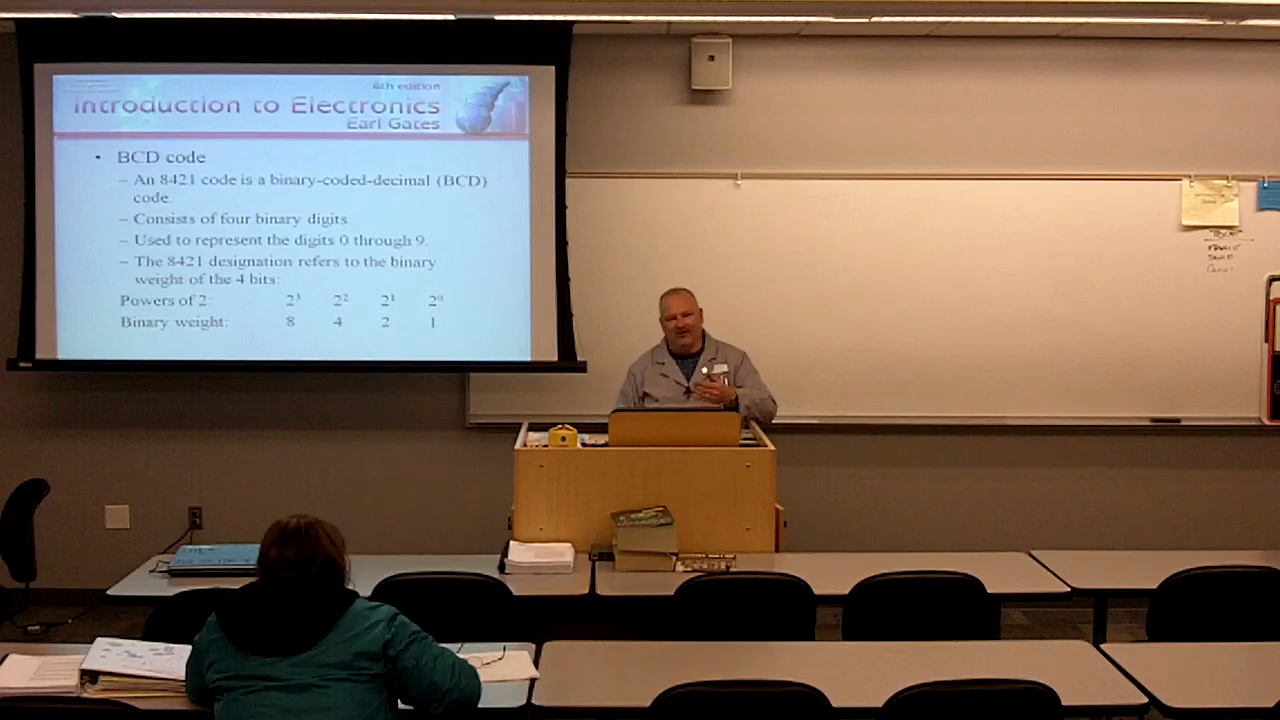 6th edition
Introduction to Electronics
Earl Gates
• BCD code
– An 8421 code is a binary-coded-decimal (BCD)
code.
– Consists of four binary digits.
– Used to represent the digits 0 through 9.
– The 8421 designation refers to the binary
weight of the 4 bits:
Powers of 2: 2³ 2² 2¹ 2⁰
Binary weight: 8 4 2 1